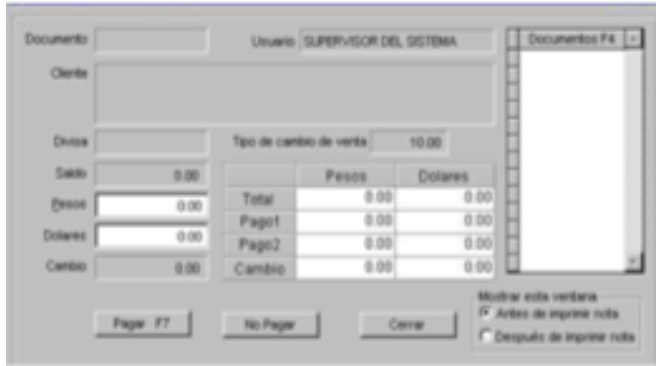 Documento
Usuario SUPERVISOR DEL SISTEMA
Documentos F4
Cliente
Divisa
Tipo de cambio de venta 10.00
Saldo 0.00
Pesos 0.00
Dolares 0.00
Cambio 0.00
Pesos Dolares
Total 0.00 0.00
Pago1 0.00 0.00
Pago2 0.00 0.00
Cambio 0.00 0.00
Mostrar esta ventana
Antes de imprimir nota
Después de imprimir nota
Pagar F7
No Pagar
Cerrar